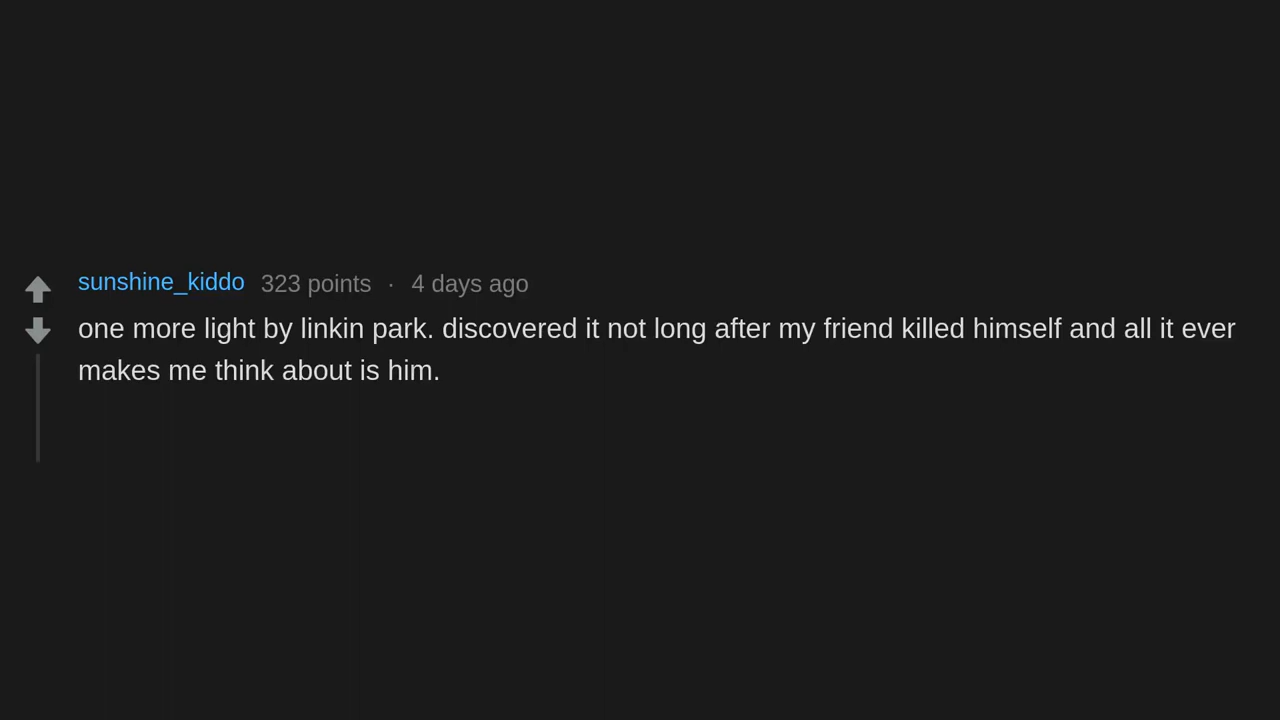 sunshine_kiddo 323 points · 4 days ago
one more light by linkin park. discovered it not long after my friend killed himself and all it ever
makes me think about is him.